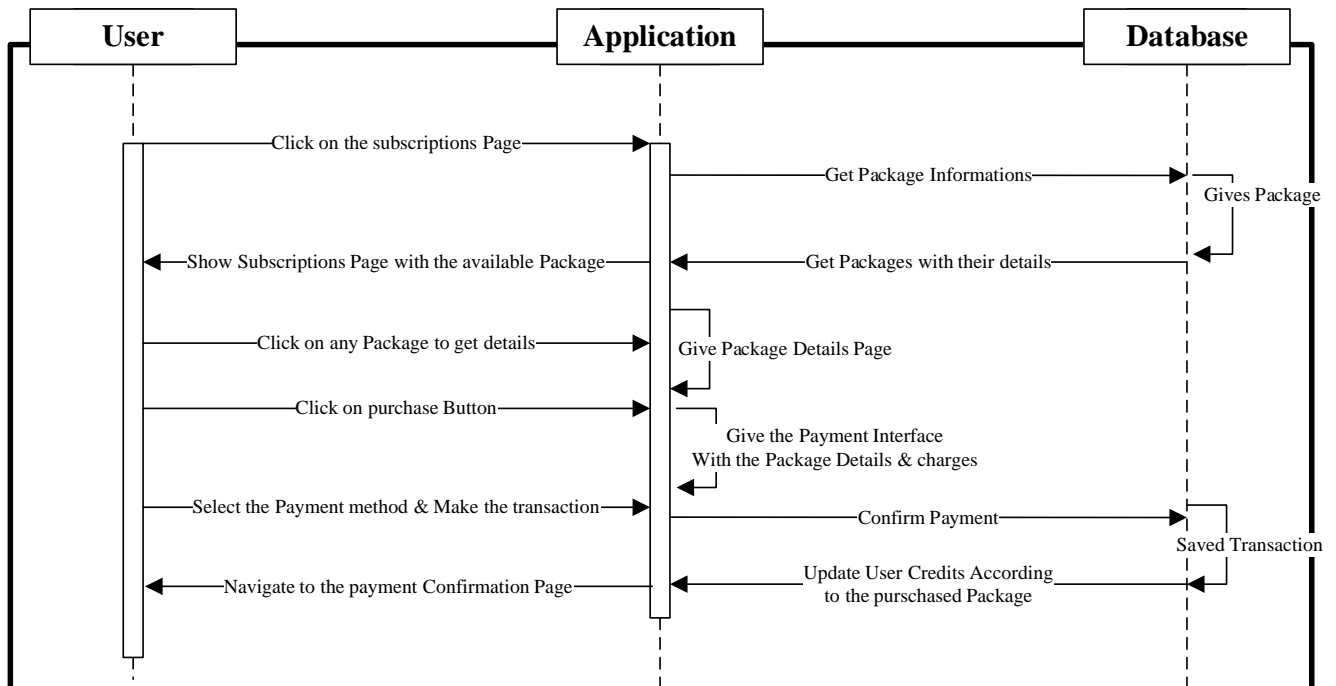 User
Application
Database
Click on the subscriptions Page
Get Package Informations
Gives Package
Show Subscriptions Page with the available Package
Get Packages with their details
Click on any Package to get details
Give Package Details Page
Click on purchase Button
Give the Payment Interface
With the Package Details & charges
Select the Payment method & Make the transaction
Confirm Payment
Saved Transaction
Navigate to the payment Confirmation Page
Update User Credits According
to the purschased Package